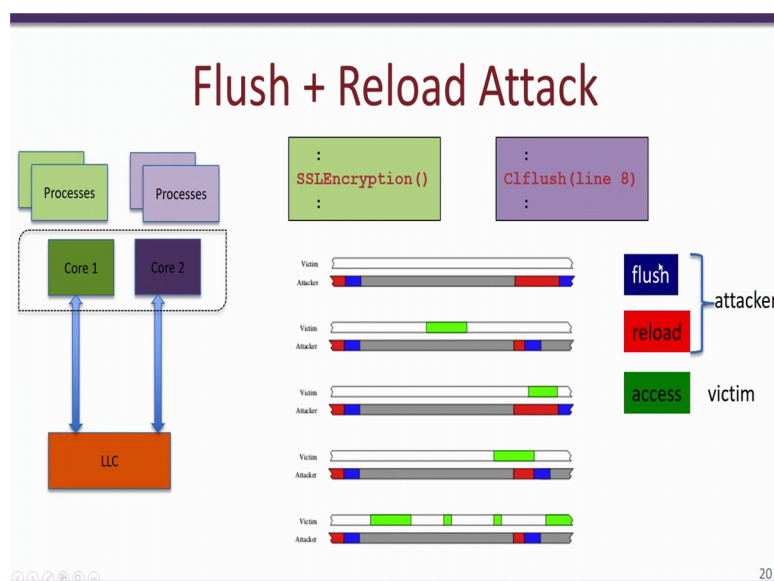 Flush + Reload Attack
Processes
Processes
Core 1
Core 2
LLC
:
SSLEncryption()
:
:
Clflush(line 8)
:
Victim
Attacker
Victim
Attacker
Victim
Attacker
Victim
Attacker
Victim
Attacker
flush
reload
attacker
access
victim
20